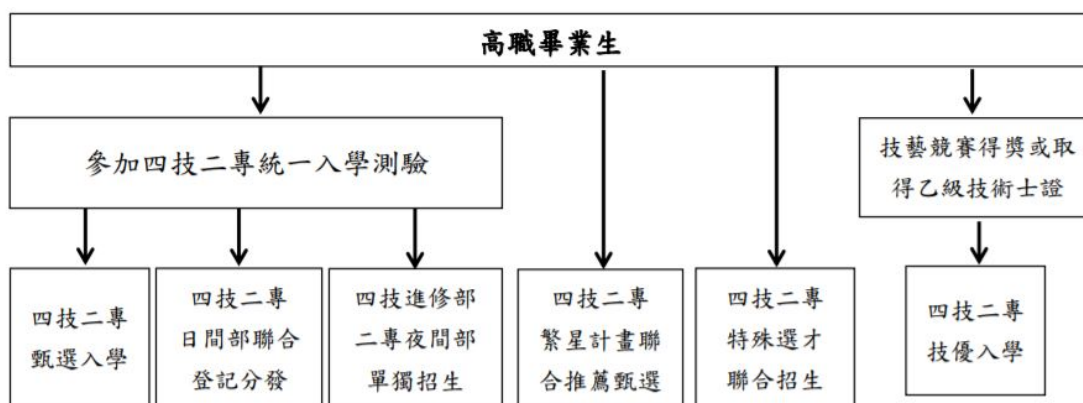 高職畢業生
參加四技二專統一入學測驗
技藝競賽得獎或取
得乙級技術士證
四技二專
甄選入學
四技二專
日間部聯合
登記分發
四技進修部
二專夜間部
單獨招生
四技二專
繁星計畫聯
合推薦甄選
四技二專
特殊選才
聯合招生
四技二專
技優入學